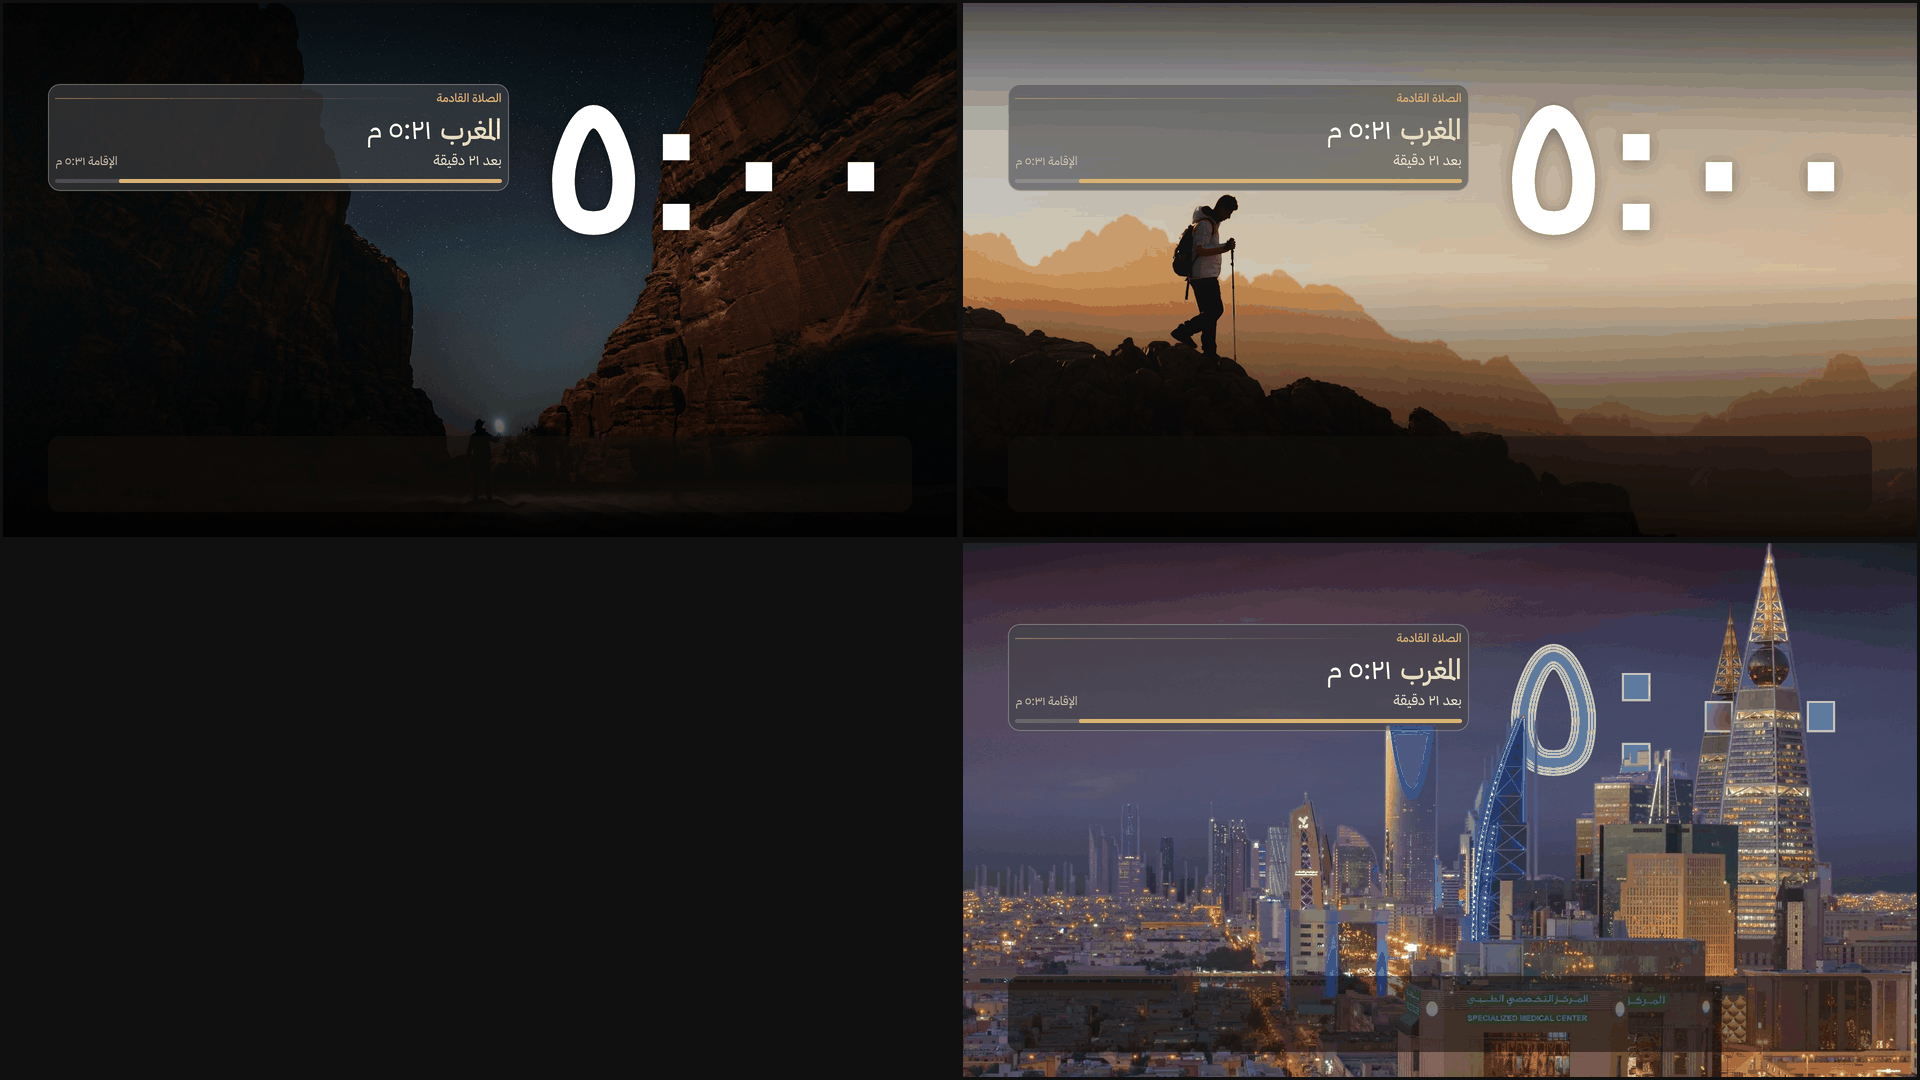 الصلاة القادمة
المغرب ٥:٢١ م
بعد ٢١ دقيقة
الإقامة ٥:٣١ م
٥:٠٠
الصلاة القادمة
المغرب ٥:٢١ م
بعد ٢١ دقيقة
الإقامة ٥:٣١ م
٥:٠٠
الصلاة القادمة
المغرب ٥:٢١ م
بعد ٢١ دقيقة
الإقامة ٥:٣١ م
٥:٠٠
المركز التخصصي الطبي
المركز
SPECIALIZED MEDICAL CENTER